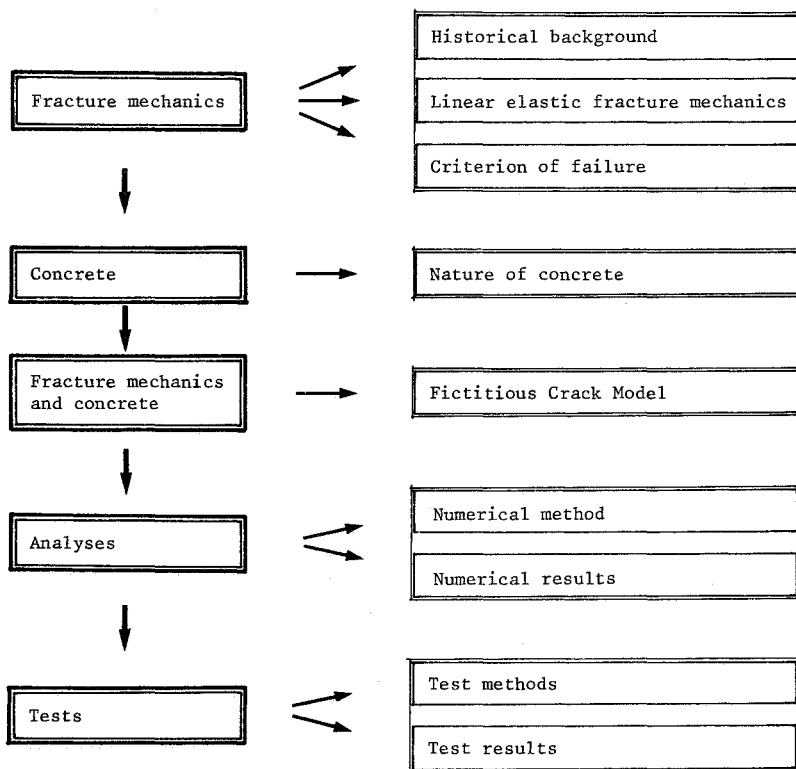 Historical background
Fracture mechanics
Linear elastic fracture mechanics
Criterion of failure
Concrete
Nature of concrete
Fracture mechanics
and concrete
Fictitious Crack Model
Analyses
Numerical method
Numerical results
Tests
Test methods
Test results